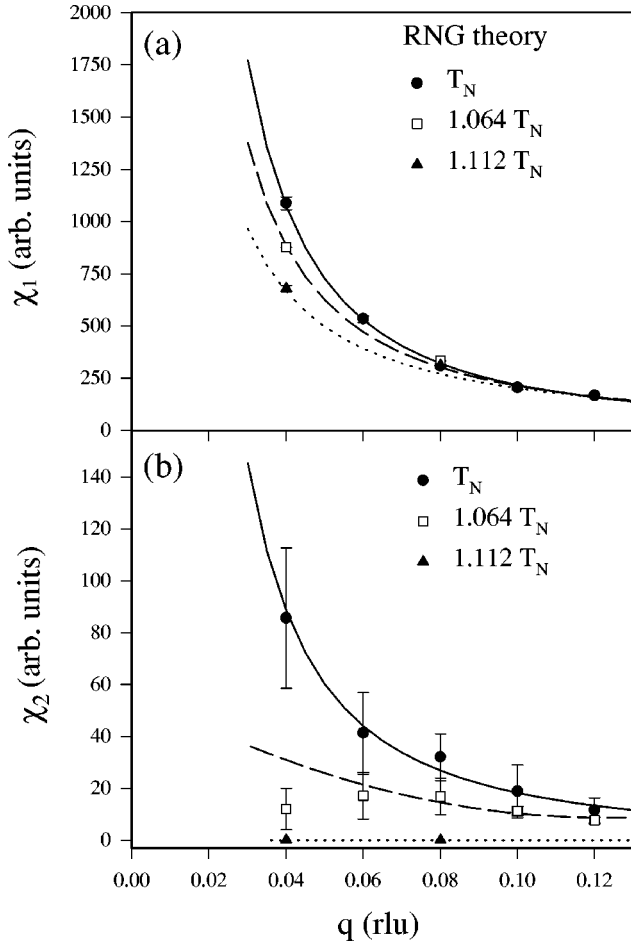 2000
(a)
RNG theory
T_N
1750
1.064 T_N
1500
1.112 T_N
1250
1000
750
500
250
0
χ₁ (arb. units)
(b)
140
T_N
120
1.064 T_N
100
1.112 T_N
80
60
40
20
0
χ₂ (arb. units)
0.00 0.02 0.04 0.06 0.08 0.10 0.12
q (rlu)